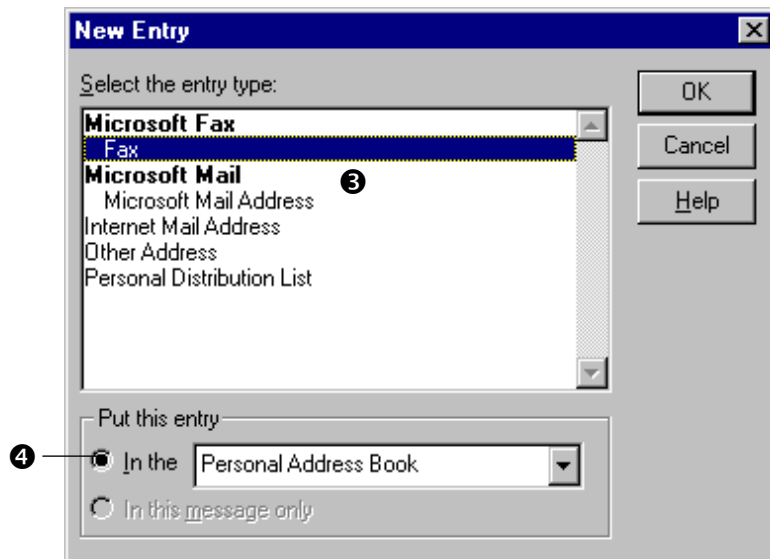 New Entry
Select the entry type:
OK
Microsoft Fax
Fax
Cancel
Microsoft Mail
❸
Microsoft Mail Address
Help
Internet Mail Address
Other Address
Personal Distribution List
Put this entry
❹ In the Personal Address Book
In this message only